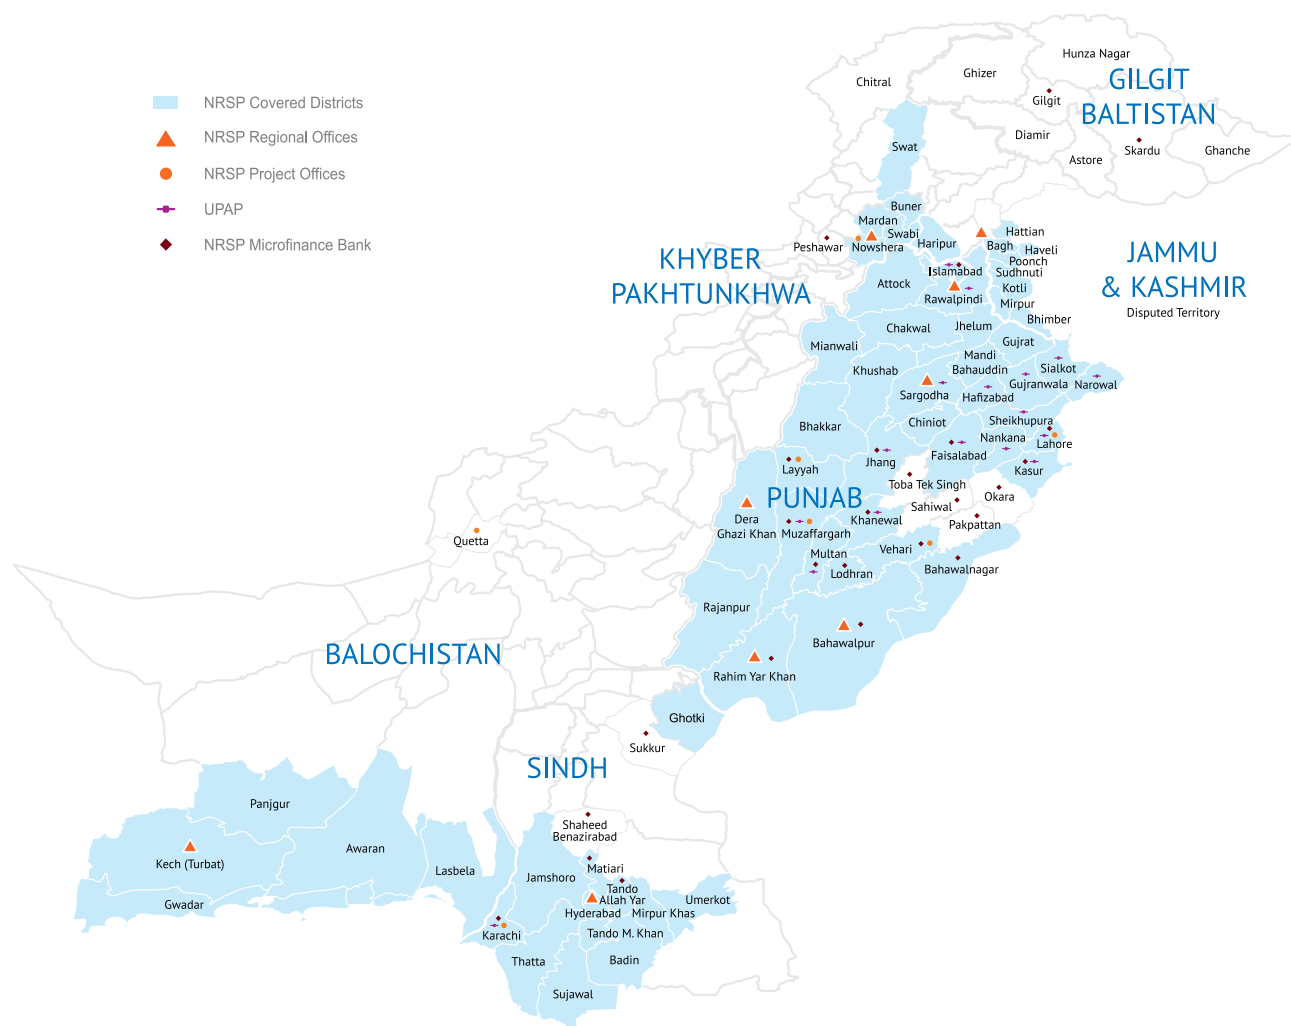 NRSP Covered Districts
NRSP Regional Offices
NRSP Project Offices
UPAP
NRSP Microfinance Bank
Hunza Nagar
Ghizer
Chitral
GILGIT
BALTISTAN
Gilgit
Diamir
Skardu
Ghanche
Astore
Swat
Buner
Mardan
Swabi
Nowshera
Peshawar
Haripur
Hattian
Bagh
Haveli
Poonch
Sudhnuti
Kotli
Mirpur
Bhimber
KHYBER
PAKHTUNKHWA
JAMMU
& KASHMIR
Disputed Territory
Islamabad
Attock
Rawalpindi
Chakwal
Jhelum
Gujrat
Mianwali
Mandi
Bahauddin
Khushab
Sialkot
Gujranwala
Narowal
Sargodha
Hafizabad
Sheikhupura
Chiniot
Bhakkar
Nankana
Lahore
Faisalabad
Jhang
Kasur
Layyah
Toba Tek Singh
Okara
PUNJAB
Sahiwal
Pakpattan
Dera
Ghazi Khan
Muzaffargarh
Khanewal
Quetta
Vehari
Multan
Lodhran
Bahawalnagar
Rajanpur
Bahawalpur
BALOCHISTAN
Rahim Yar Khan
Ghotki
Sukkur
SINDH
Panjgur
Shaheed
Benazirabad
Awaran
Kech (Turbat)
Lasbela
Matiari
Jamshoro
Tando
Allah Yar
Umerkot
Gwadar
Hyderabad
Mirpur Khas
Karachi
Tando M. Khan
Thatta
Badin
Sujawal